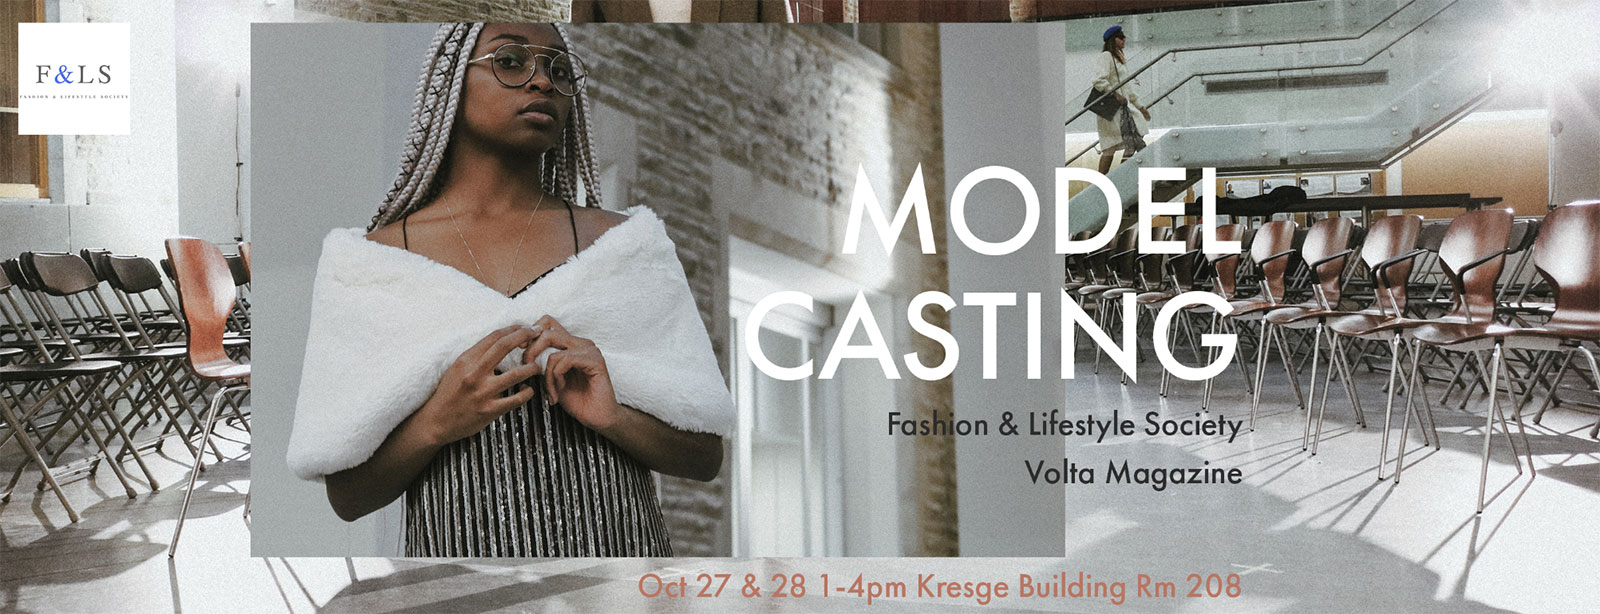 F&LS
FASHION & LIFESTYLE SOCIETY
MODEL
CASTING
Fashion & Lifestyle Society
Volta Magazine
Oct 27 & 28 1-4pm Kresge Building Rm 208